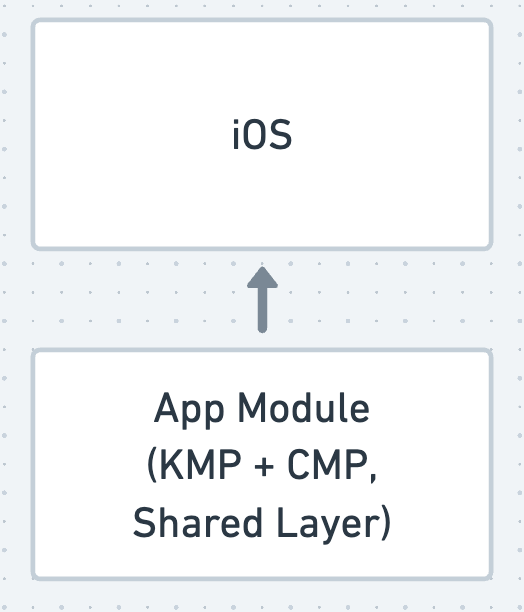 iOS
App Module
(KMP + CMP,
Shared Layer)